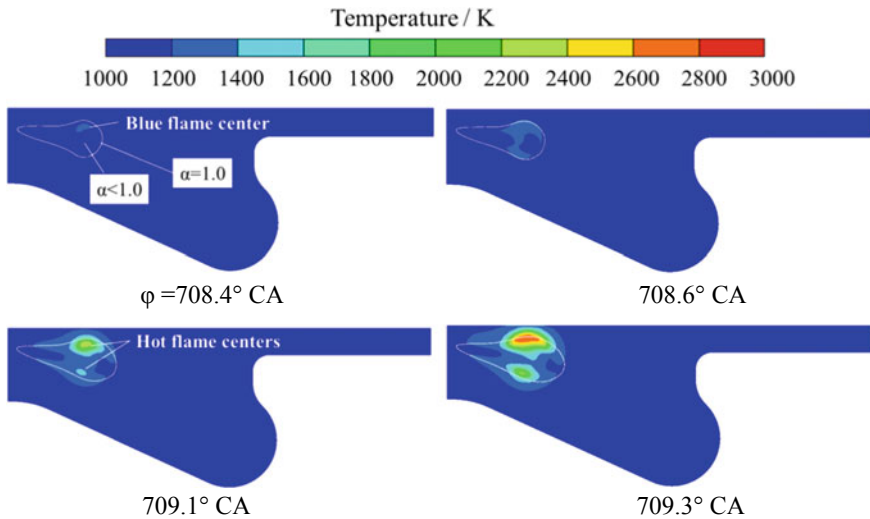 Temperature / K
1000 1200 1400 1600 1800 2000 2200 2400 2600 2800 3000
Blue flame center
α=1.0
α<1.0
φ =708.4° CA
708.6° CA
Hot flame centers
709.1° CA
709.3° CA